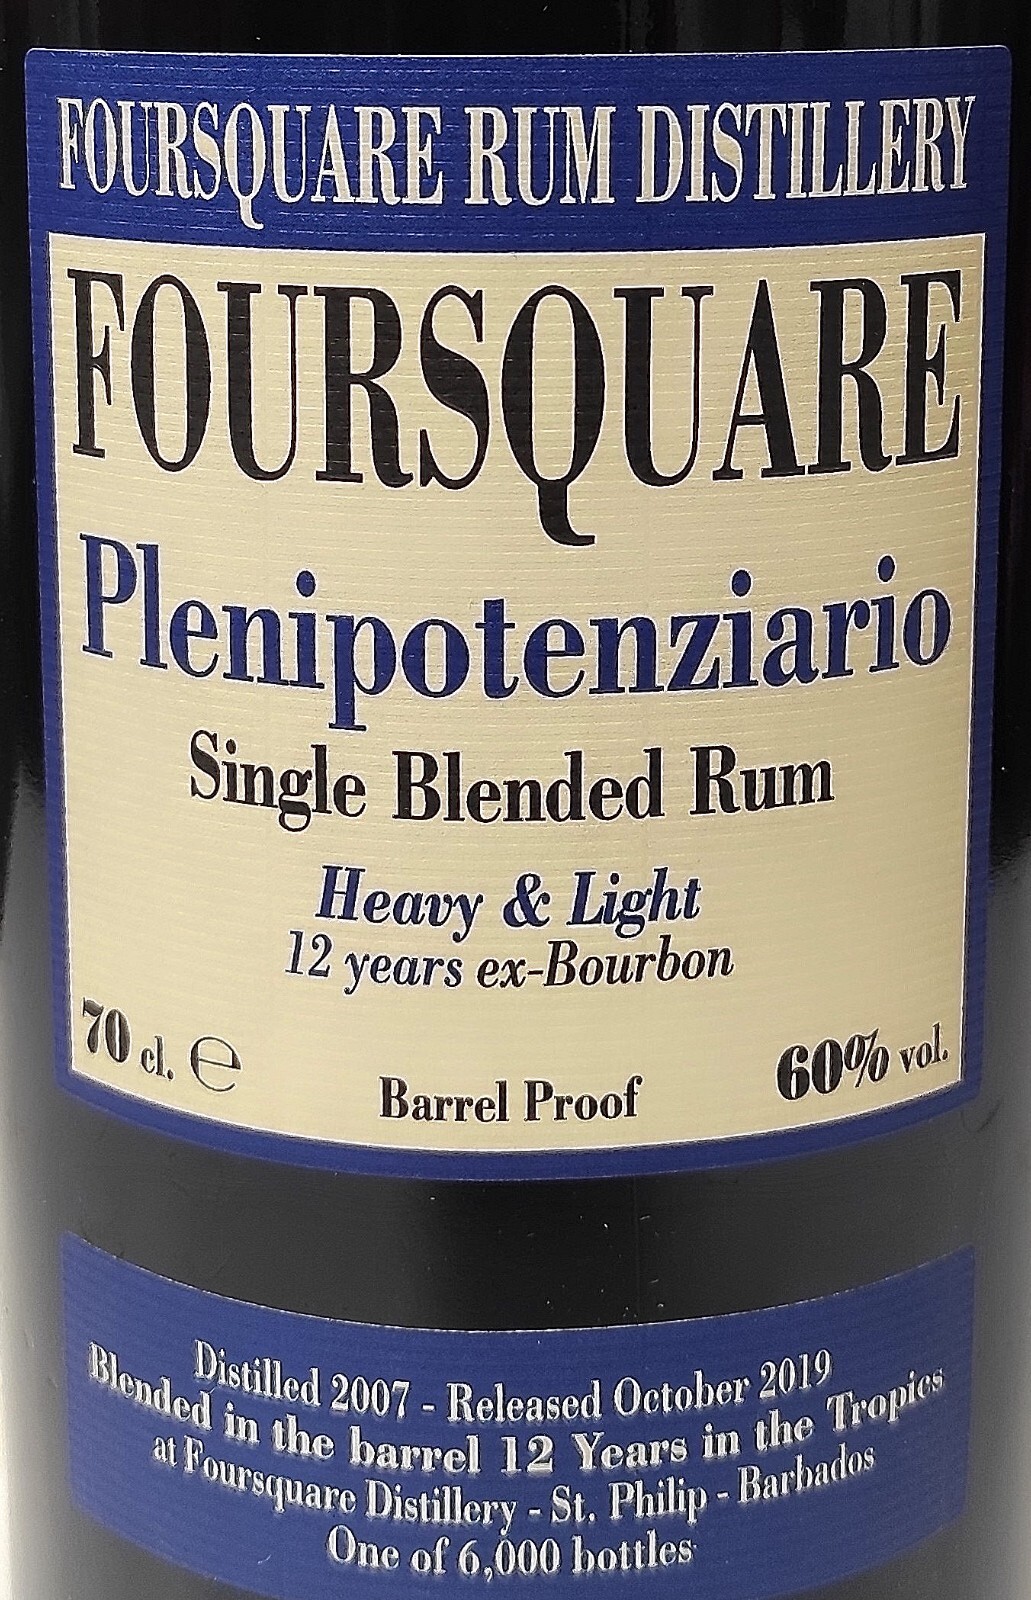 FOURSQUARE RUM DISTILLERY
FOURSQUARE
Plenipotenziario
Single Blended Rum
Heavy & Light
12 years ex-Bourbon
70 cl. ℮
60% vol.
Barrel Proof
Distilled 2007 - Released October 2019
Blended in the barrel 12 Years in the Tropics
at Foursquare Distillery - St. Philip - Barbados
One of 6,000 bottles